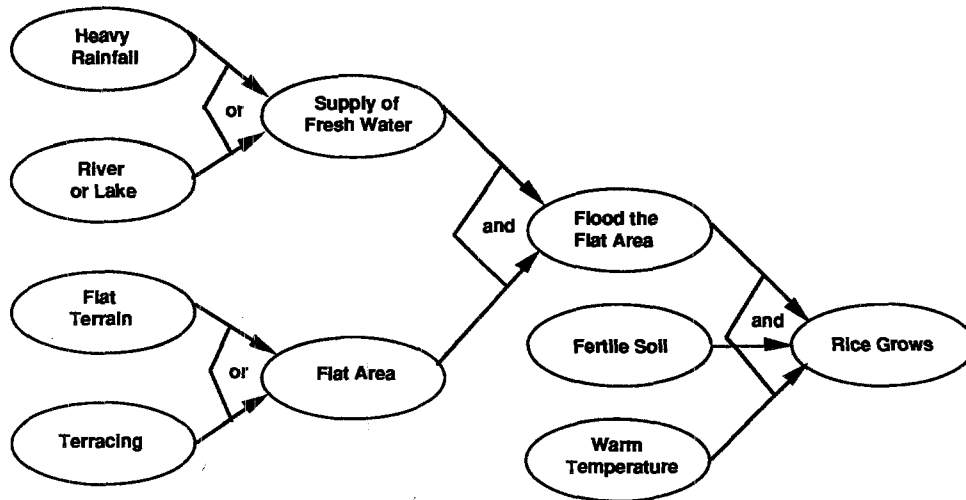 Heavy
Rainfall
or
Supply of
Fresh Water
River
or Lake
and
Flood the
Flat Area
Flat
Terrain
or
Flat Area
Terracing
Fertile Soil
and
Rice Grows
Warm
Temperature